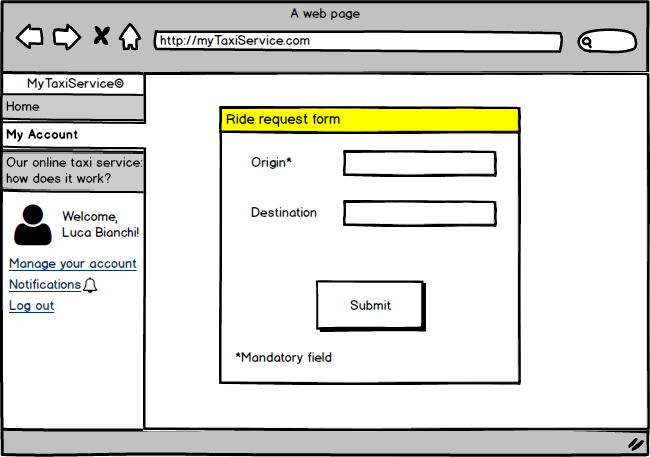 A web page
http://myTaxiService.com
MyTaxiService©
Home
My Account
Our online taxi service:
how does it work?
Welcome,
Luca Bianchi!
Manage your account
Notifications
Log out
Ride request form
Origin*
Destination
Submit
*Mandatory field